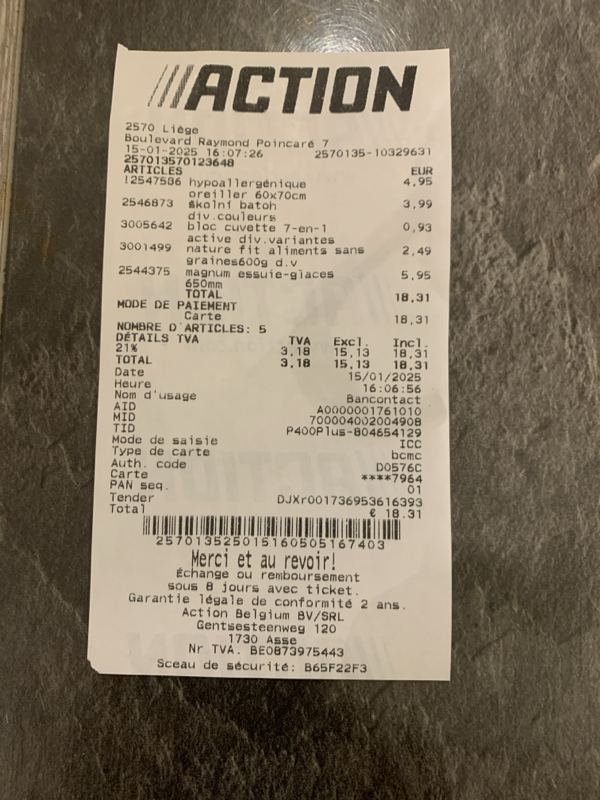 ACTION
2570 Liège
Boulevard Raymond Poincaré 7
15-01-2025 16:07:26 2570135-10329631
257013570123648
ARTICLES EUR
!2547586 hypoallergénique 4,95
oreiller 60x70cm
2546873 školní batoh 3,99
div.couleurs
3005642 bloc cuvette 7-en-1 0,93
active div.variantes
3001499 nature fit aliments sans 2,49
graines600g d.v
2544375 magnum essuie-glaces 5,95
650mm
TOTAL 18,31
MODE DE PAIEMENT
Carte 18,31
NOMBRE D'ARTICLES: 5
DÉTAILS TVA TVA Excl. Incl.
21% 3,18 15,13 18,31
TOTAL 3,18 15,13 18,31
Date 15/01/2025
Heure 16:06:56
Nom d'usage Bancontact
AID A0000001761010
MID 700004002004908
TID P400Plus-804654129
Mode de saisie ICC
Type de carte bcmc
Auth. code D0576C
Carte ****7964
PAN seq. 01
Tender DJXr001736953616393
Total € 18.31
2570135250115160505167403
Merci et au revoir!
Échange ou remboursement
sous 8 jours avec ticket.
Garantie légale de conformité 2 ans.
Action Belgium BV/SRL
Gentsesteenweg 120
1730 Asse
Nr TVA. BE0873975443
Sceau de sécurité: B65F22F3